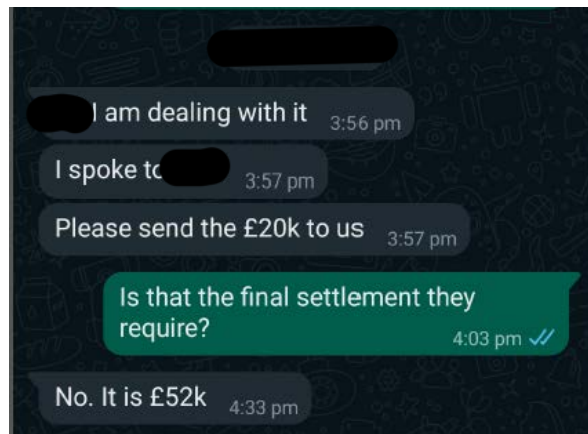 I am dealing with it 3:56 pm
I spoke to 3:57 pm
Please send the £20k to us 3:57 pm
Is that the final settlement they
require? 4:03 pm
No. It is £52k 4:33 pm